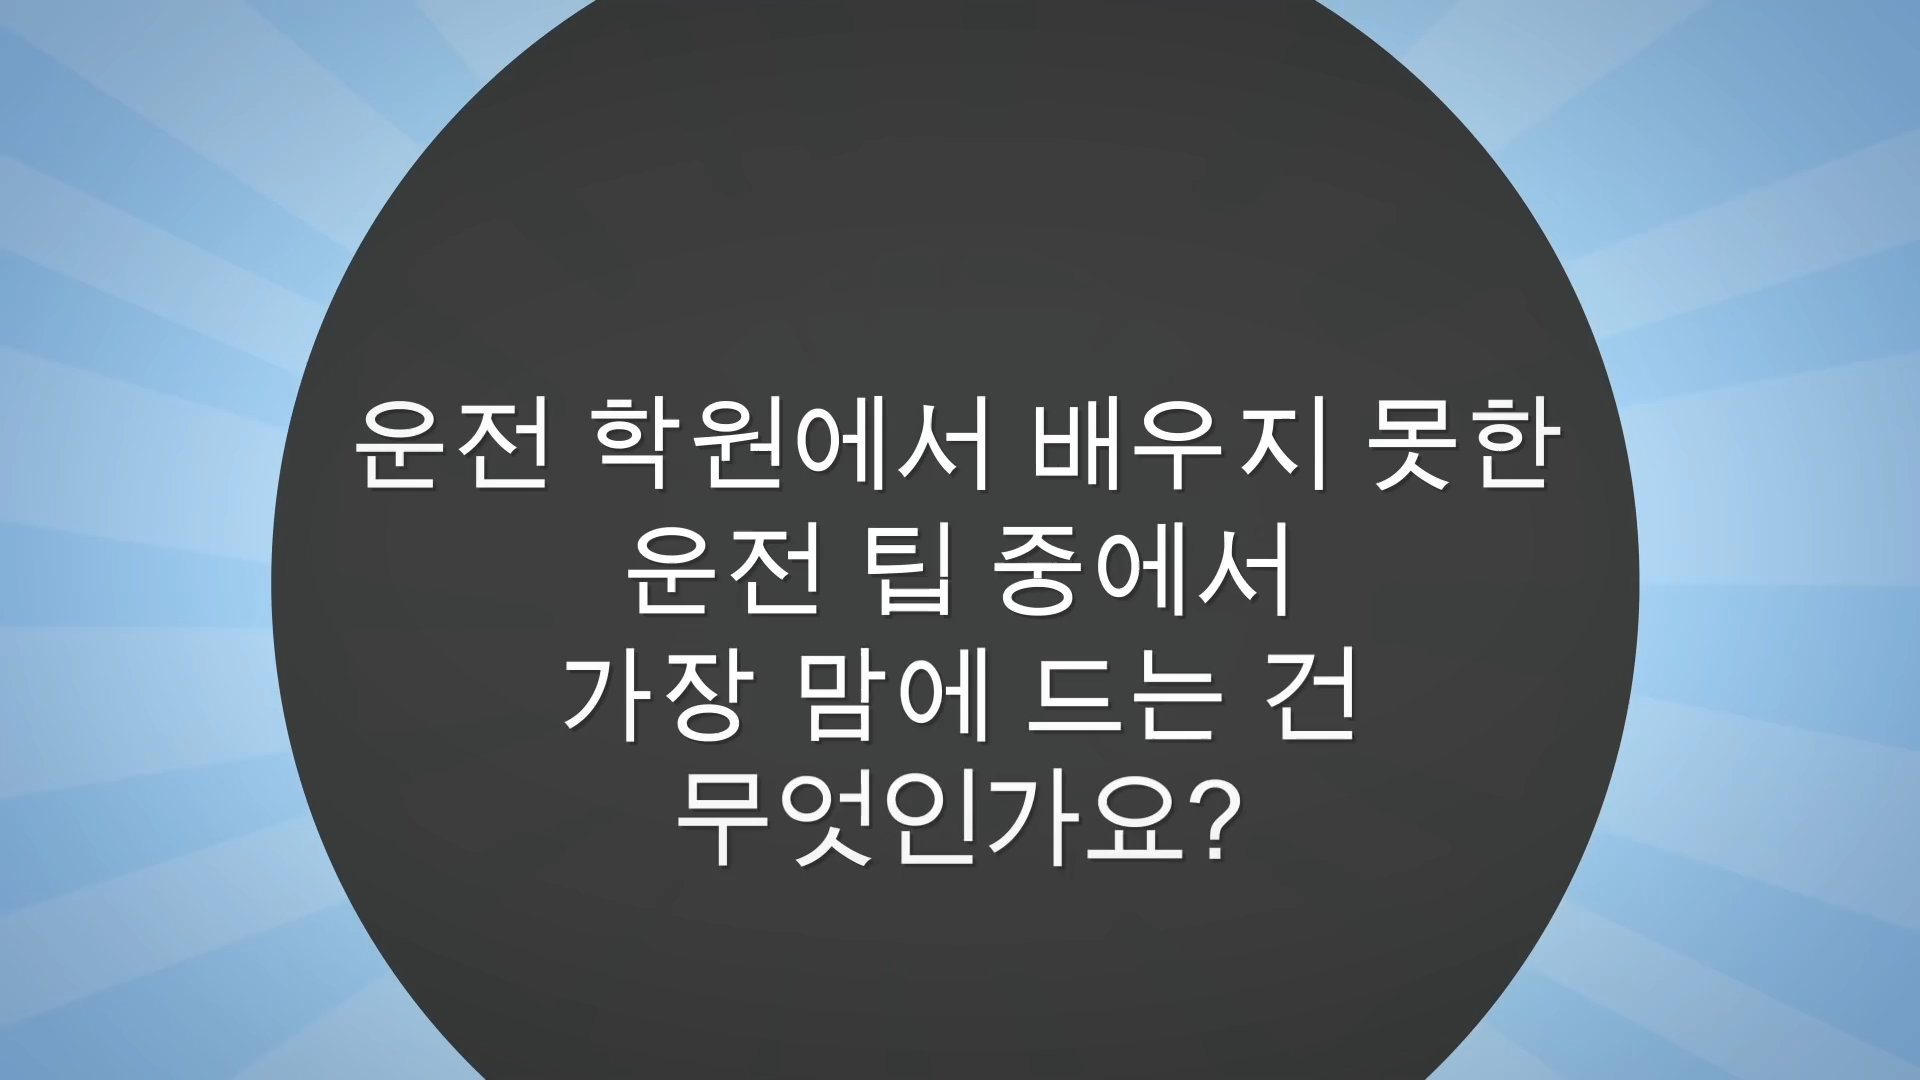 운전 학원에서 배우지 못한
운전 팁 중에서
가장 맘에 드는 건
무엇인가요?